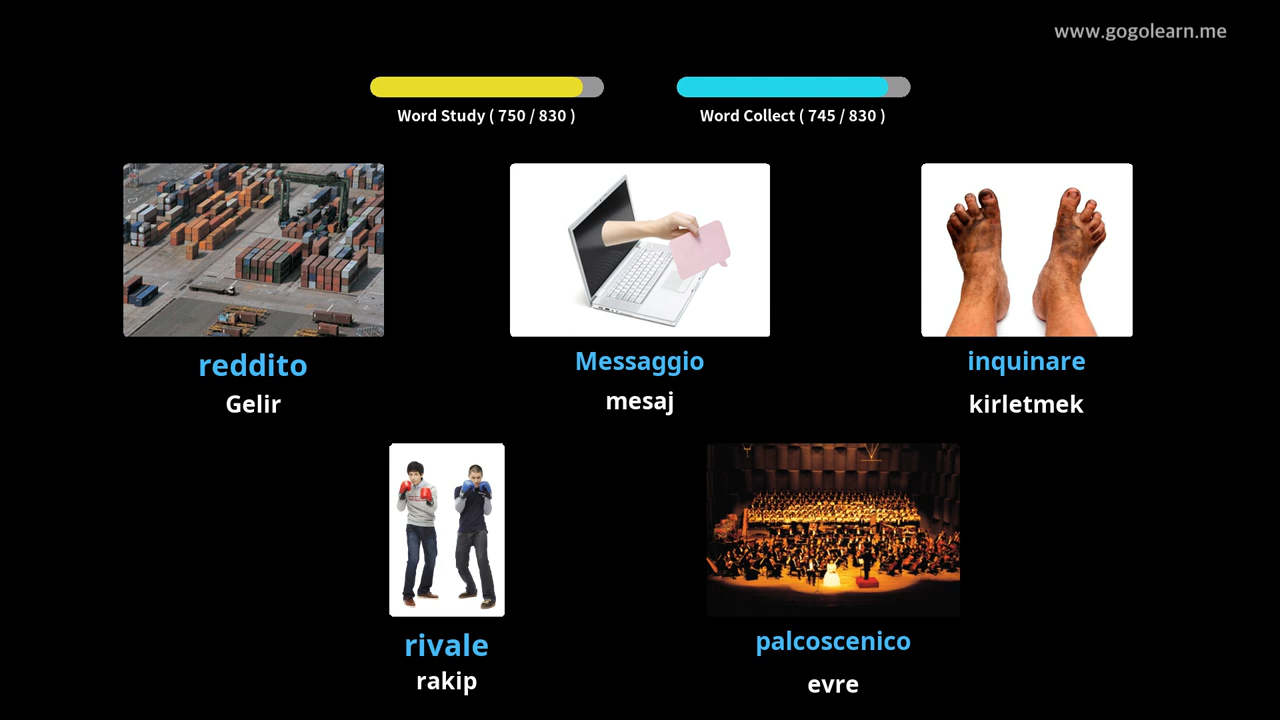 www.gogolearn.me
Word Study ( 750 / 830 )
Word Collect ( 745 / 830 )
reddito
Gelir
Messaggio
mesaj
inquinare
kirletmek
rivale
rakip
palcoscenico
evre